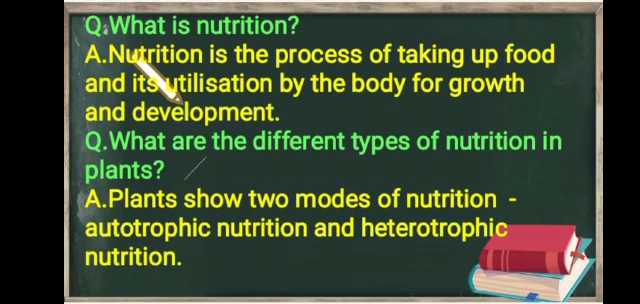 Q.What is nutrition?
A.Nutrition is the process of taking up food
and its utilisation by the body for growth
and development.
Q.What are the different types of nutrition in
plants?
A.Plants show two modes of nutrition -
autotrophic nutrition and heterotrophic
nutrition.